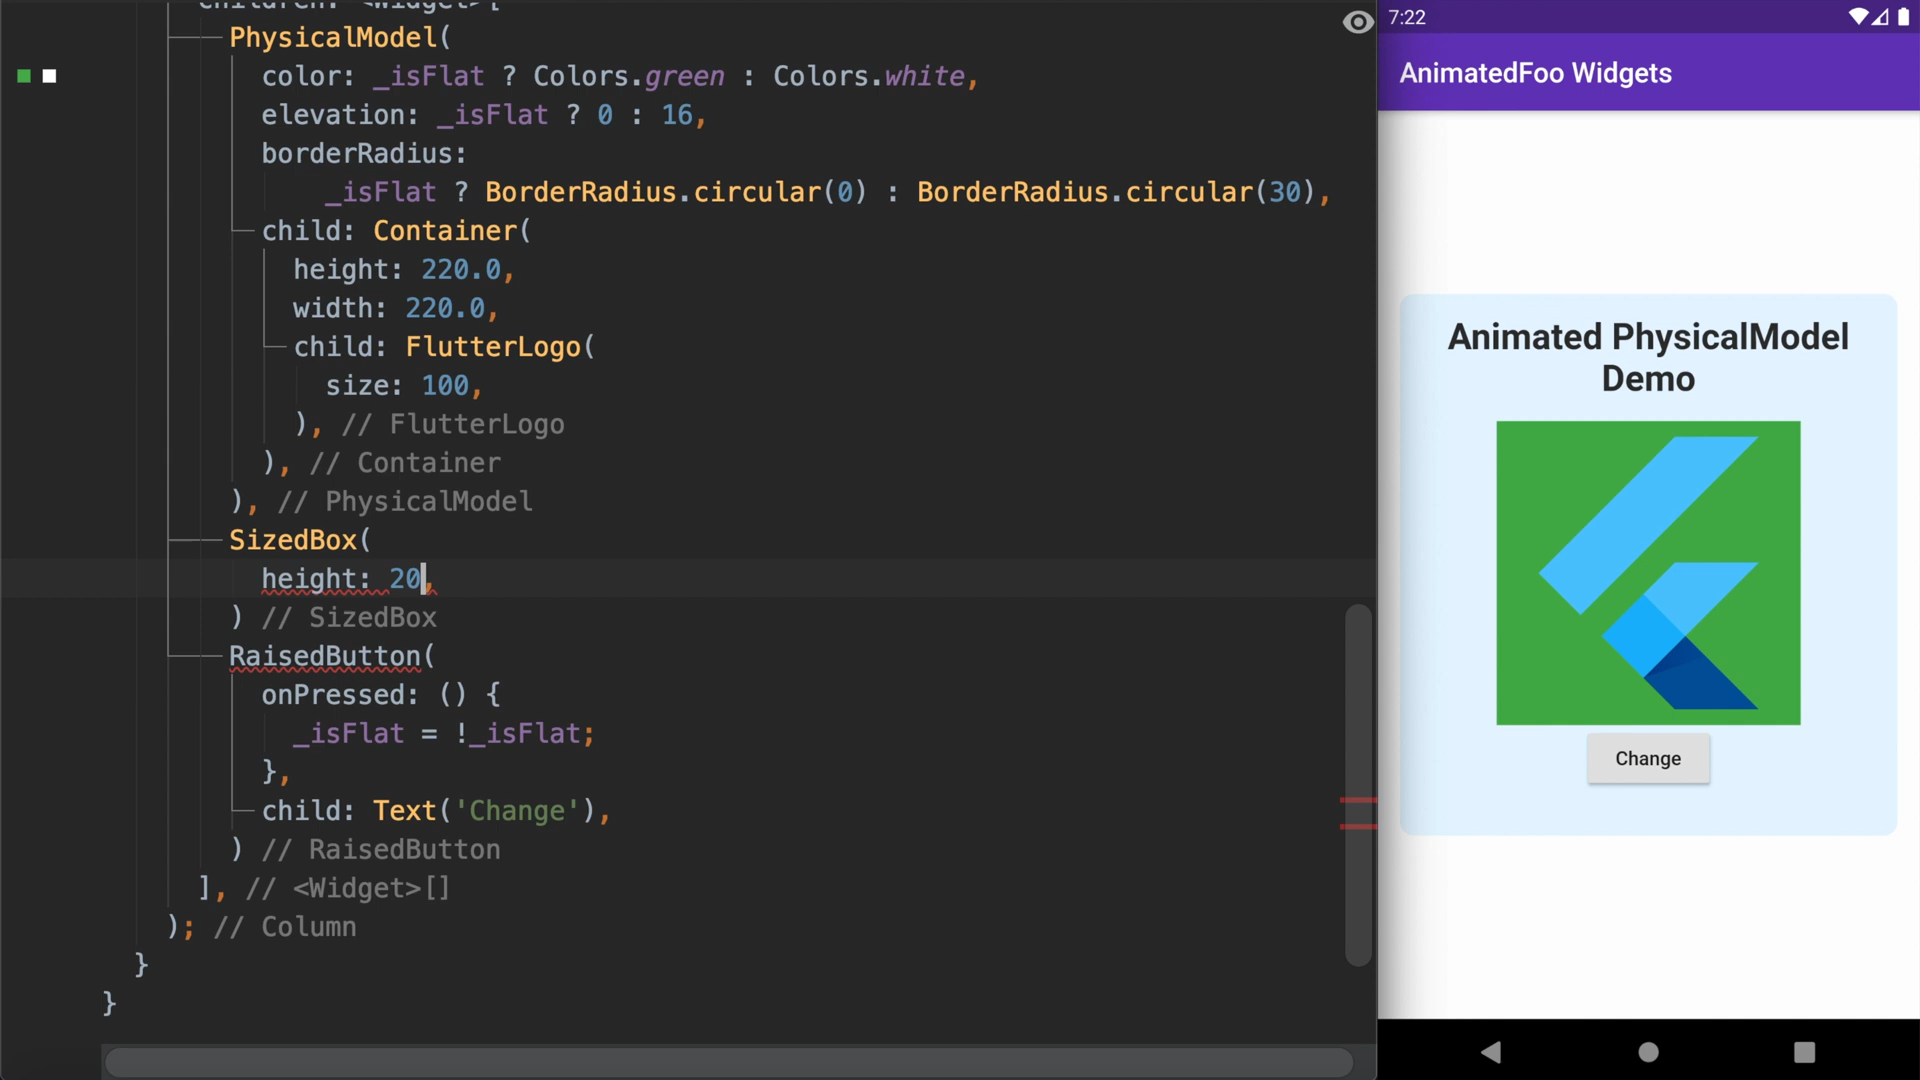 children: <Widget>[
PhysicalModel(
color: _isFlat ? Colors.green : Colors.white,
elevation: _isFlat ? 0 : 16,
borderRadius:
_isFlat ? BorderRadius.circular(0) : BorderRadius.circular(30),
child: Container(
height: 220.0,
width: 220.0,
child: FlutterLogo(
size: 100,
), // FlutterLogo
), // Container
), // PhysicalModel
SizedBox(
height: 20,
) // SizedBox
RaisedButton(
onPressed: () {
_isFlat = !_isFlat;
},
child: Text('Change'),
) // RaisedButton
], // <Widget>[]
); // Column
}
}
7:22
AnimatedFoo Widgets
Animated PhysicalModel
Demo
Change